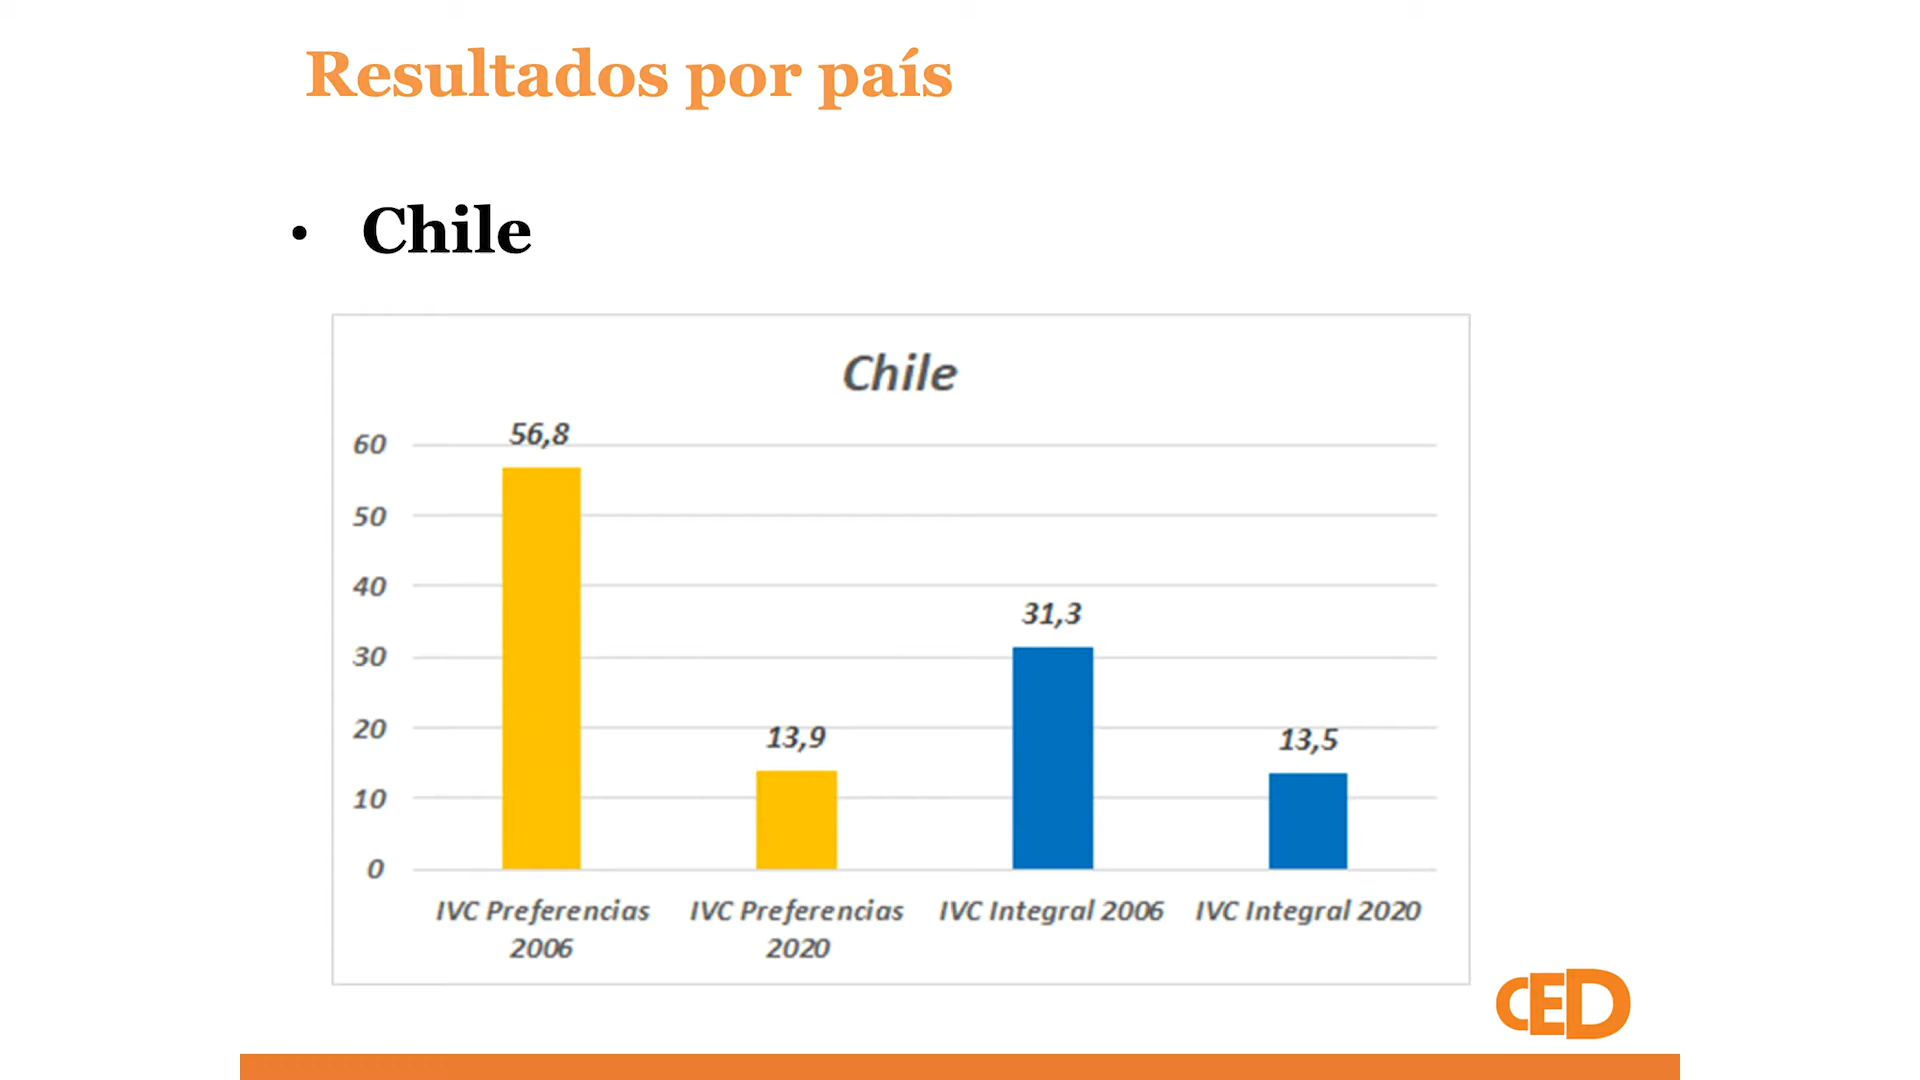 Resultados por país
• Chile
Chile
56,8
60
50
40
31,3
30
20
13,9
13,5
10
0
IVC Preferencias IVC Preferencias IVC Integral 2006 IVC Integral 2020
2006 2020
CED